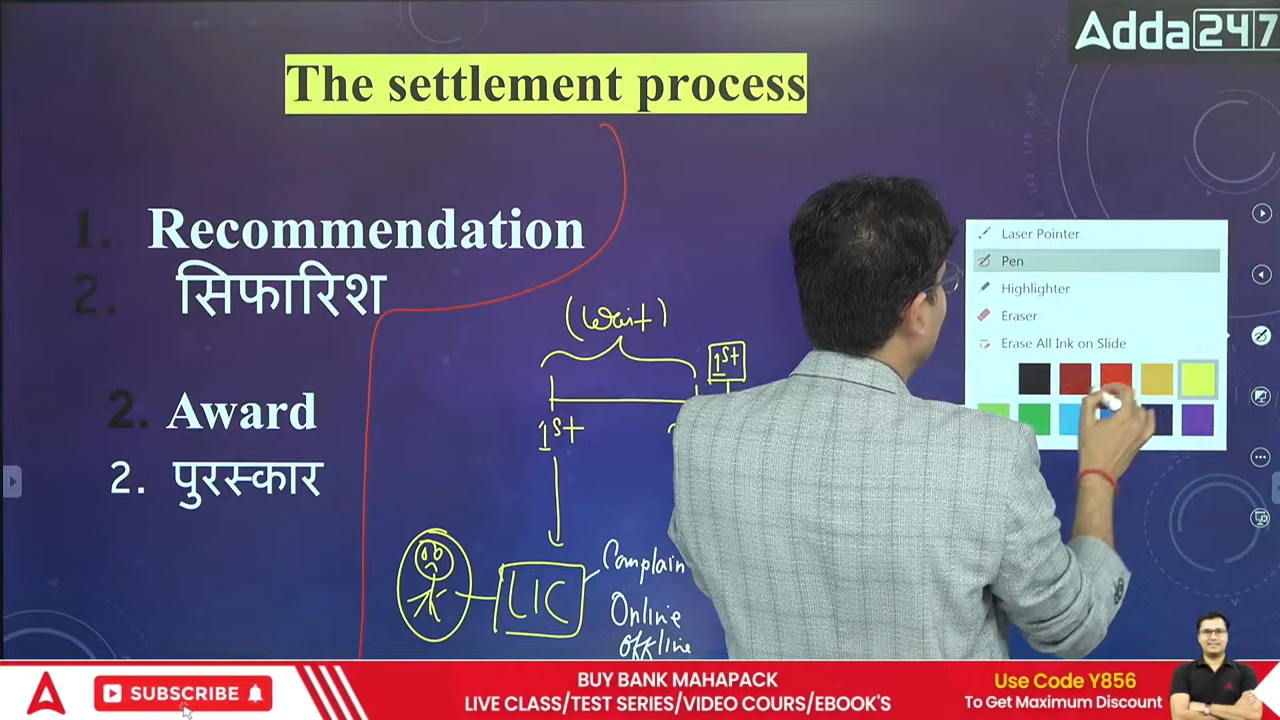 Adda247
The settlement process
1. Recommendation
2. सिफारिश
2. Award
2. पुरस्कार
(Wait)
1st
1st
LIC
Complain
Online
offline
Laser Pointer
Pen
Highlighter
Eraser
Erase All Ink on Slide
SUBSCRIBE
BUY BANK MAHAPACK
LIVE CLASS/TEST SERIES/VIDEO COURS/EBOOK'S
Use Code Y856
To Get Maximum Discount